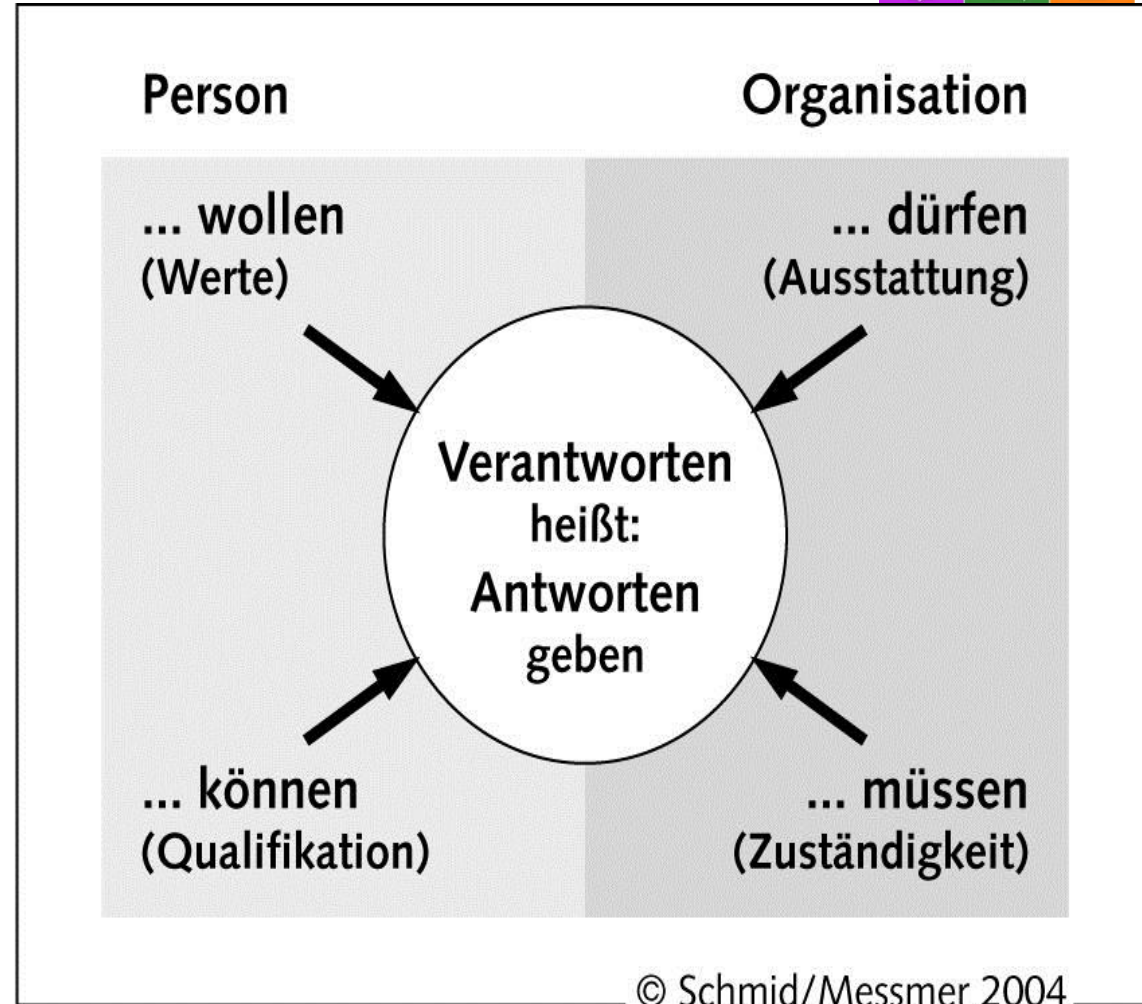 Person
Organisation
... wollen
(Werte)
... dürfen
(Ausstattung)
Verantworten
heißt:
Antworten
geben
... können
(Qualifikation)
... müssen
(Zuständigkeit)
© Schmid/Messmer 2004